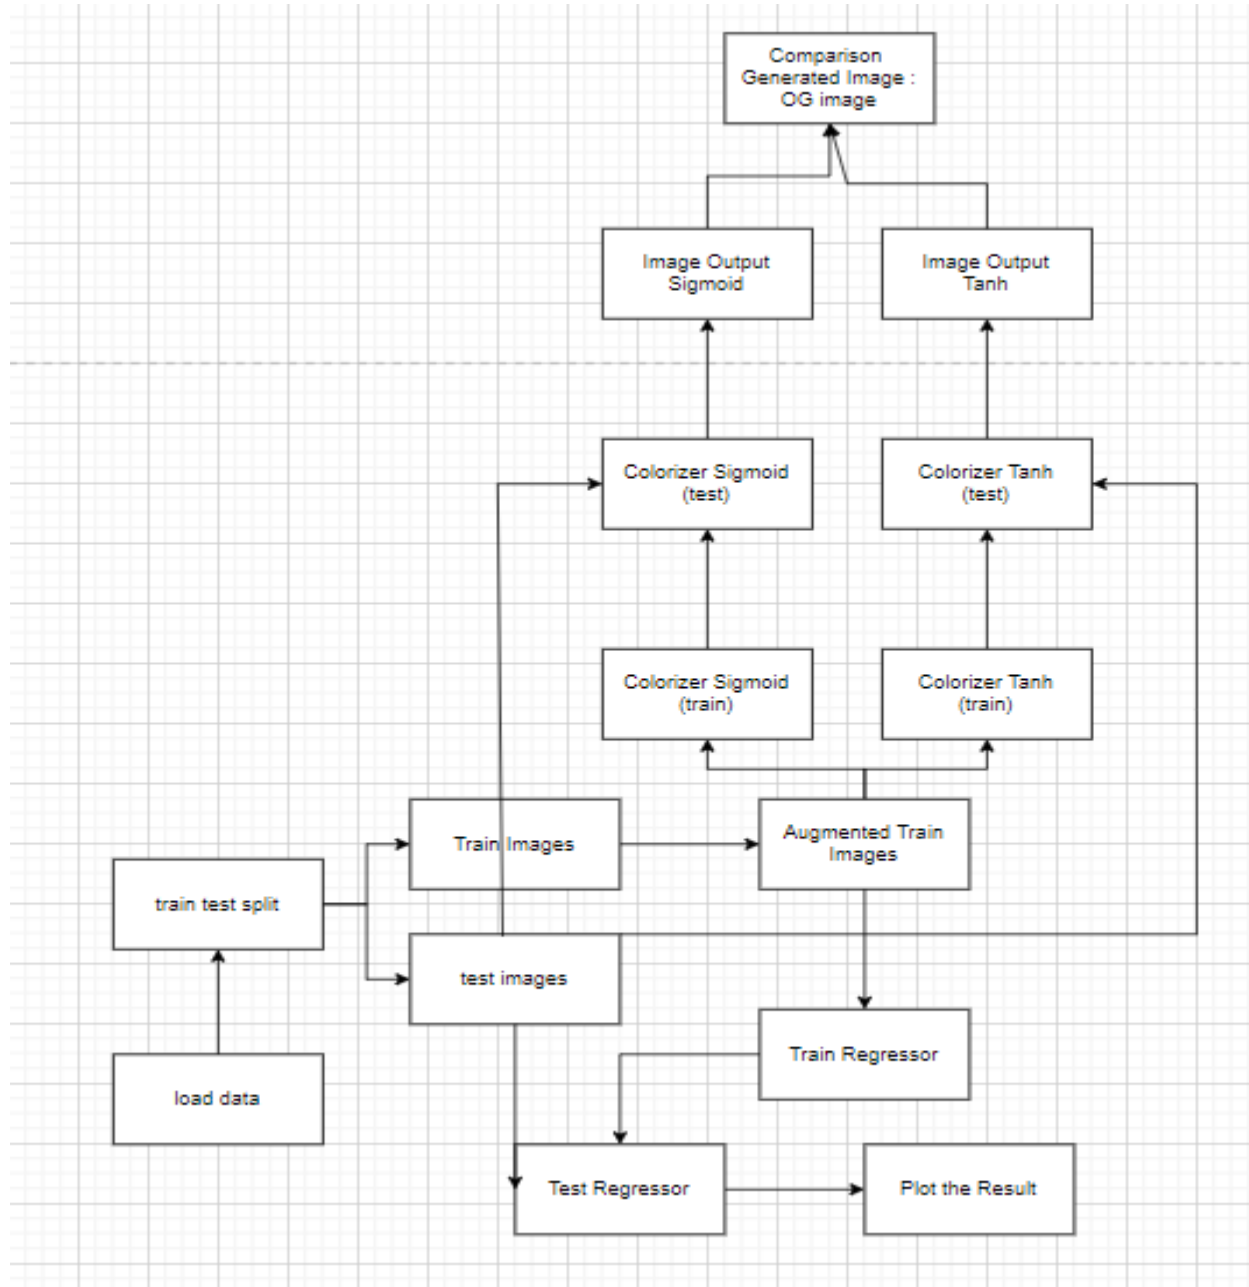 Comparison
Generated Image :
OG image
Image Output
Sigmoid
Image Output
Tanh
Colorizer Sigmoid
(test)
Colorizer Tanh
(test)
Colorizer Sigmoid
(train)
Colorizer Tanh
(train)
Train Images
Augmented Train
Images
train test split
test images
Train Regressor
load data
Test Regressor
Plot the Result